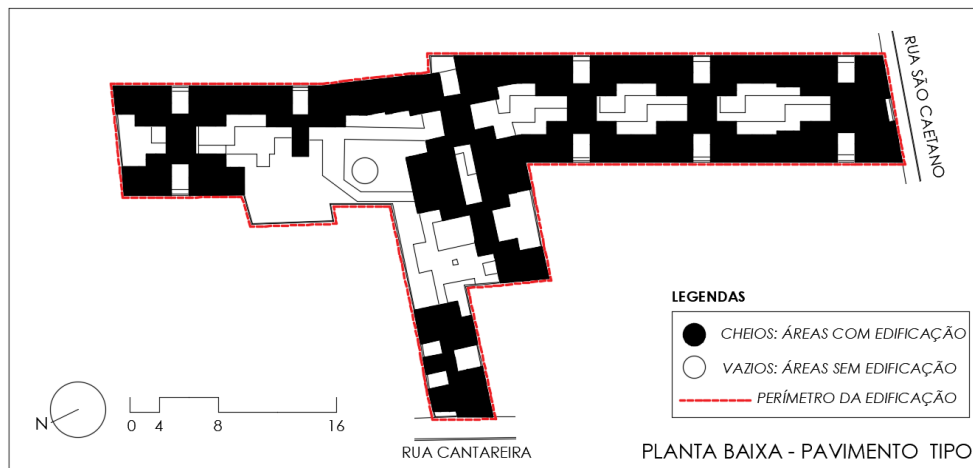 RUA SÃO CAETANO
LEGENDAS
CHEIOS: ÁREAS COM EDIFICAÇÃO
VAZIOS: ÁREAS SEM EDIFICAÇÃO
PERÍMETRO DA EDIFICAÇÃO
N
0 4 8 16
RUA CANTAREIRA
PLANTA BAIXA - PAVIMENTO TIPO